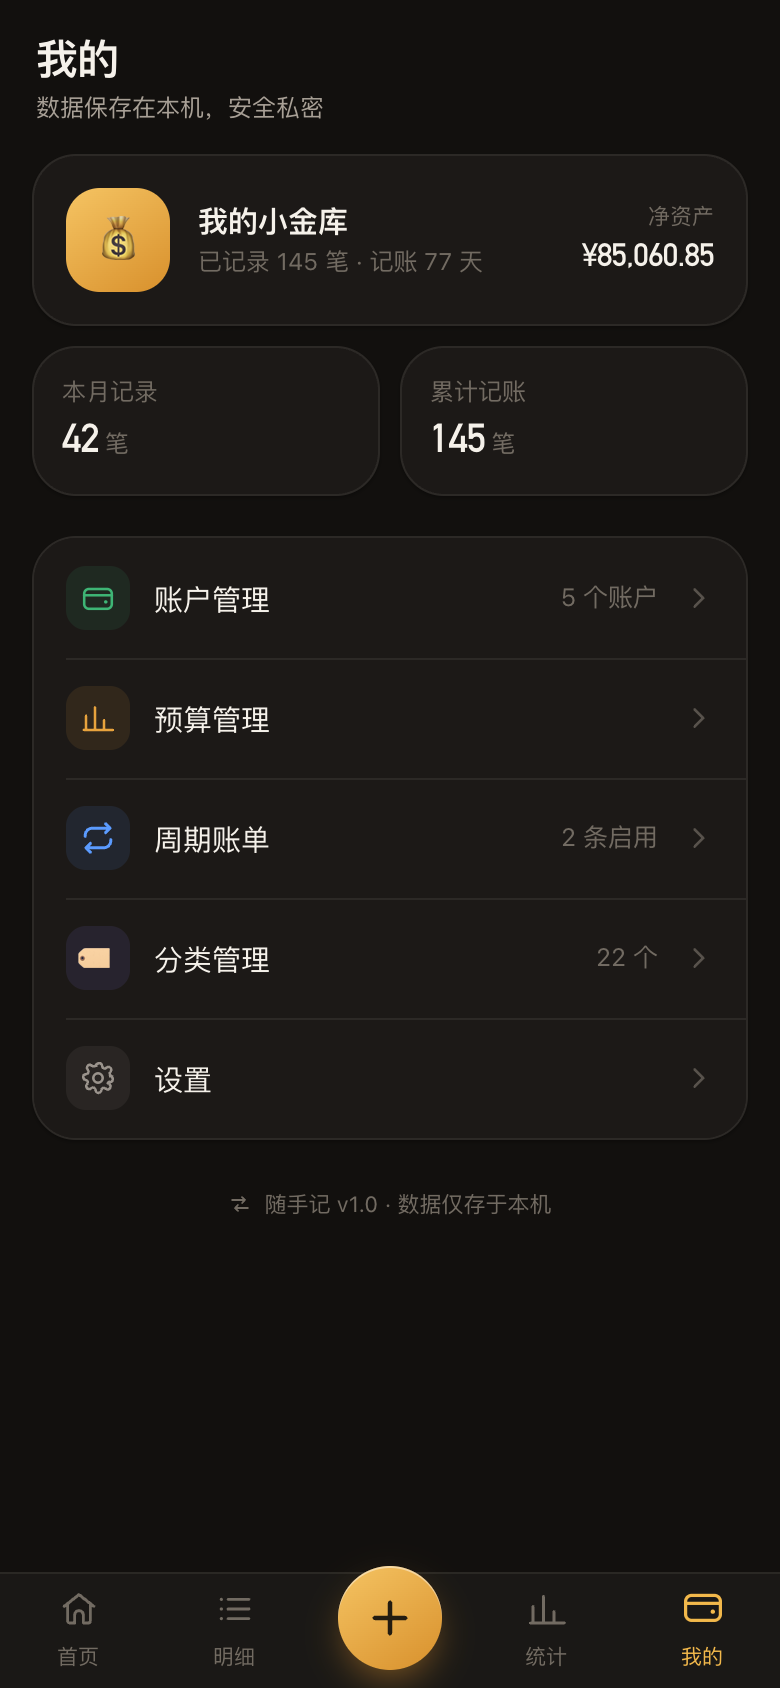 我的
数据保存在本机，安全私密
我的小金库
已记录 145 笔 · 记账 77 天
净资产
¥85,060.85
本月记录
42 笔
累计记账
145 笔
账户管理
5 个账户
预算管理
周期账单
2 条启用
分类管理
22 个
设置
随手记 v1.0 · 数据仅存于本机
首页
明细
统计
我的